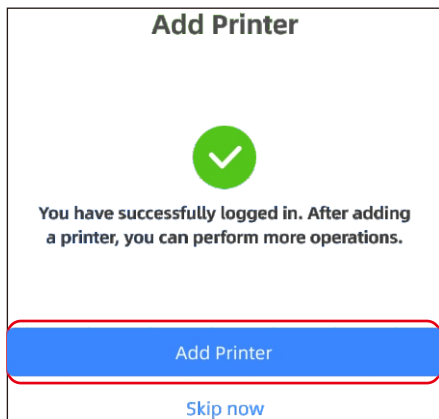 Add Printer
You have successfully logged in. After adding
a printer, you can perform more operations.
Add Printer
Skip now